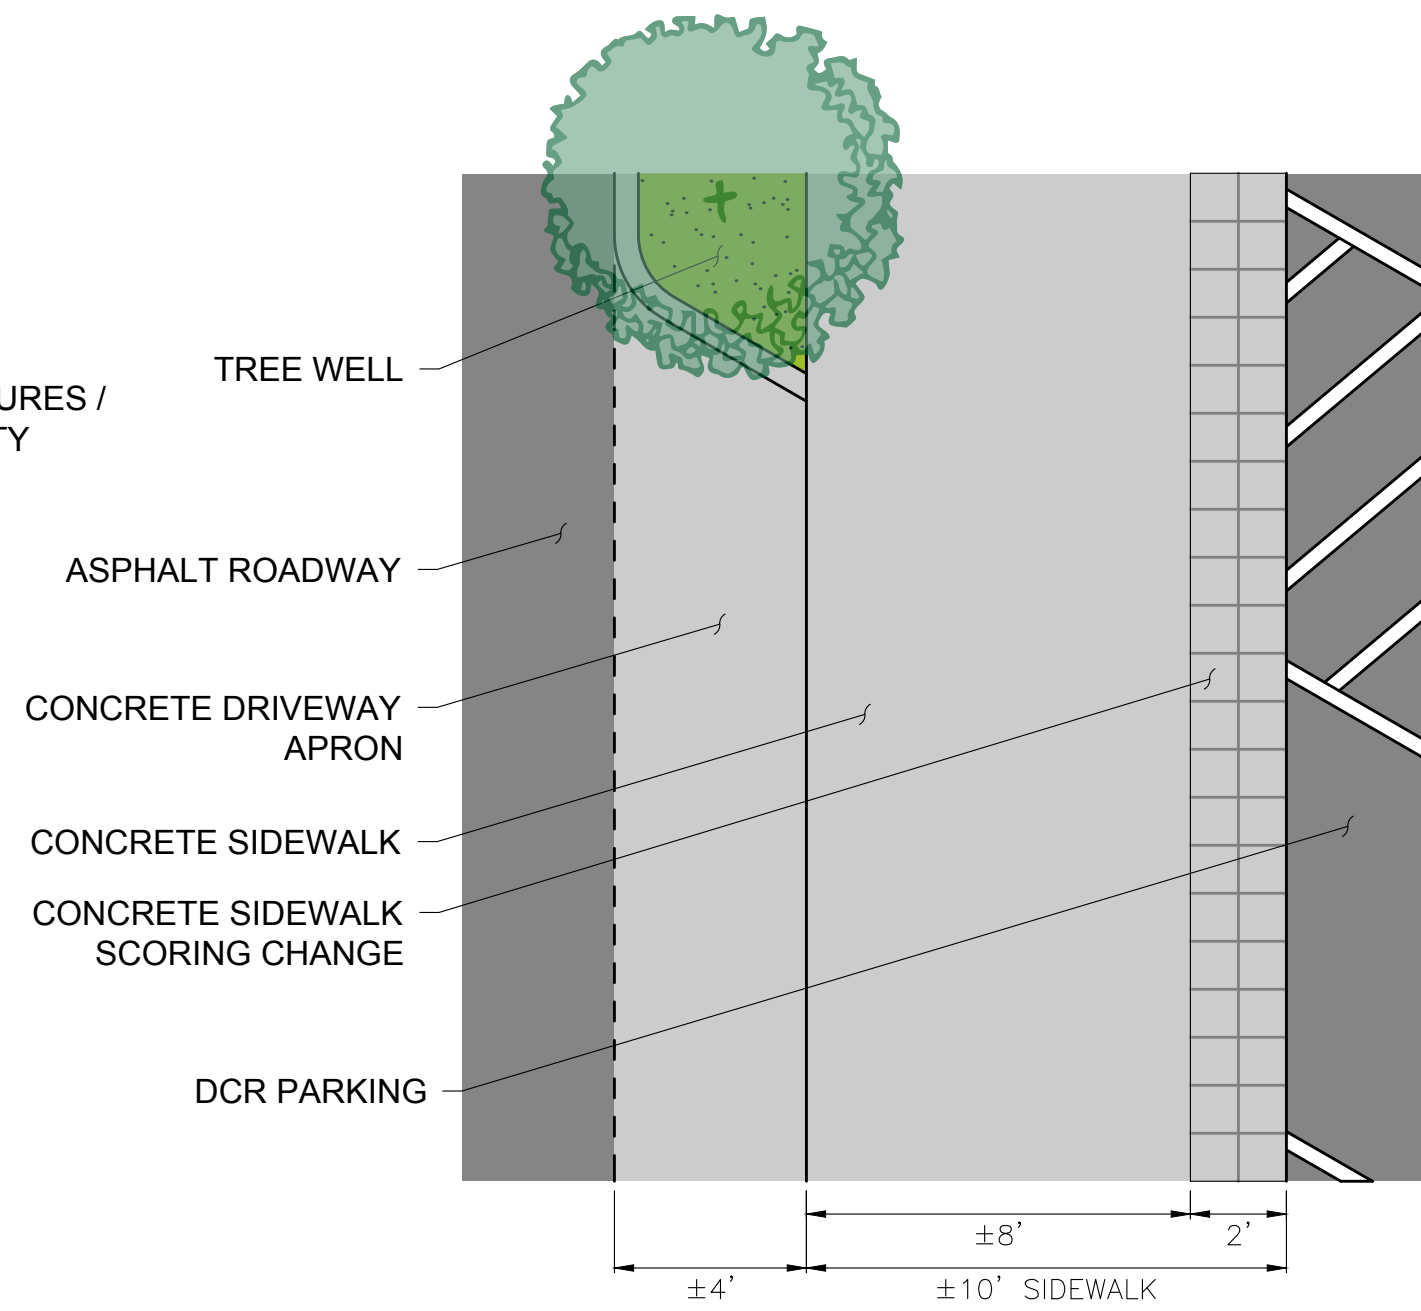 TREE WELL
URES /
TY
ASPHALT ROADWAY
CONCRETE DRIVEWAY
APRON
CONCRETE SIDEWALK
CONCRETE SIDEWALK
SCORING CHANGE
DCR PARKING
±8’
2’
±4’
±10’ SIDEWALK